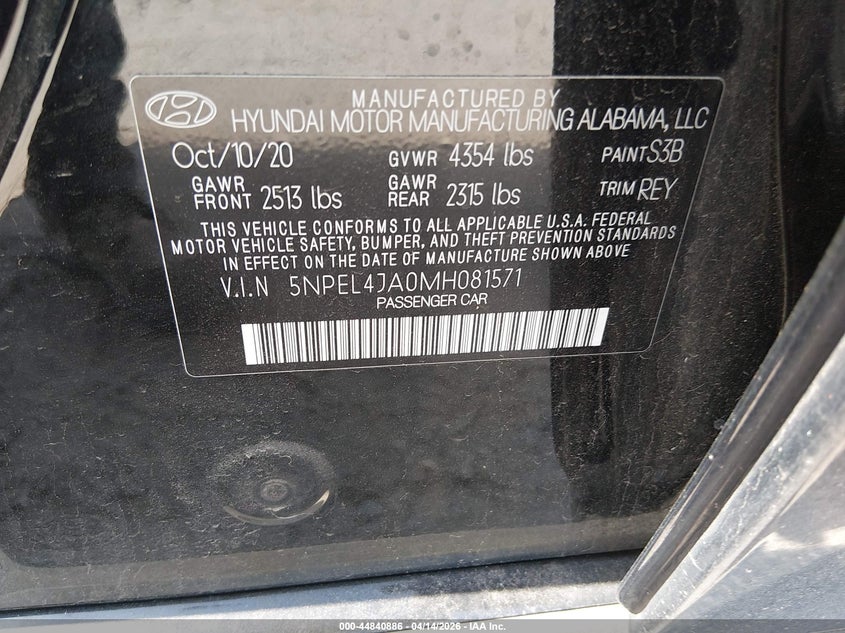 MANUFACTURED BY
HYUNDAI MOTOR MANUFACTURING ALABAMA, LLC
Oct/10/20 GVWR 4354 lbs PAINT S3B
GAWR FRONT 2513 lbs GAWR REAR 2315 lbs TRIM REY
THIS VEHICLE CONFORMS TO ALL APPLICABLE U.S.A. FEDERAL
MOTOR VEHICLE SAFETY, BUMPER, AND THEFT PREVENTION STANDARDS
IN EFFECT ON THE DATE OF MANUFACTURE SHOWN ABOVE
V.I.N 5NPEL4JA0MH081571
PASSENGER CAR
000-44840886 - 04/14/2026 - IAA Inc.